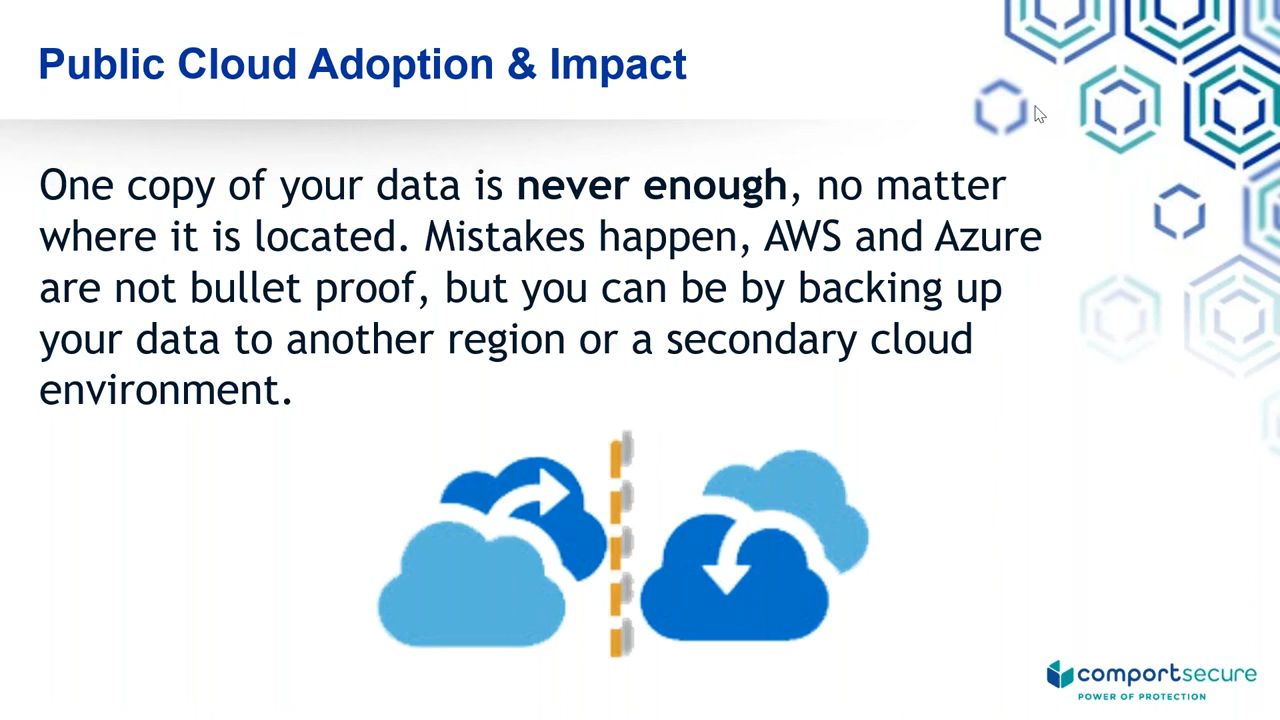 Public Cloud Adoption & Impact
One copy of your data is never enough, no matter
where it is located. Mistakes happen, AWS and Azure
are not bullet proof, but you can be by backing up
your data to another region or a secondary cloud
environment.
comportsecure
POWER OF PROTECTION